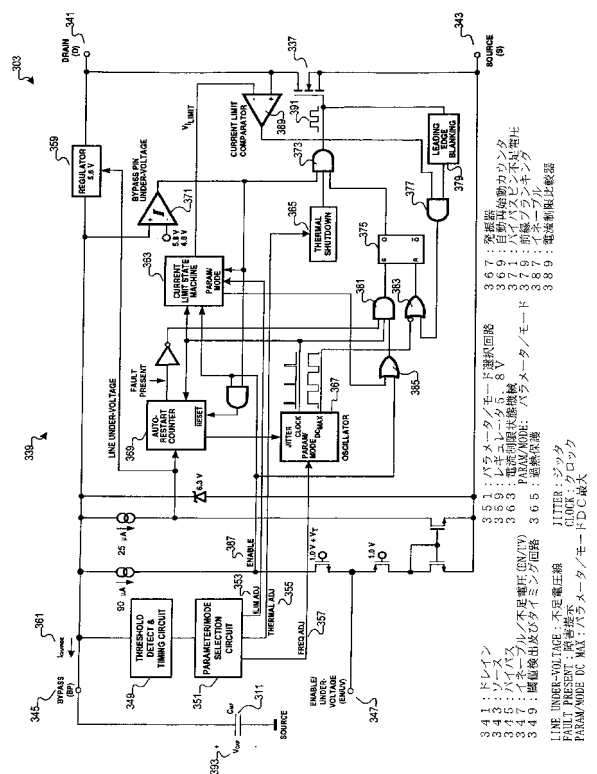 303
339
341
DRAIN (D)
343
SOURCE (S)
345
BYPASS (BP)
361
I_SOURCE
359
REGULATOR 5.8 V
BYPASS PIN UNDER-VOLTAGE
371
5.8 V
4.8 V
LINE UNDER-VOLTAGE
363
CURRENT LIMIT STATE MACHINE
PARAM/ MODE
V_ILIMIT
CURRENT LIMIT COMPARATOR
389
337
391
373
365
THERMAL SHUTDOWN
LEADING EDGE BLANKING
379
377
375
S
Q
R
Q̄
381
383
385
FAULT PRESENT
369
AUTO-RESTART COUNTER
RESET
JITTER
CLOCK
PARAM/ MODE
DC_MAX
OSCILLATOR
367
6.3 V
90 μA
25 μA
387
ENABLE
349
THRESHOLD DETECT & TIMING CIRCUIT
351
PARAMETER/MODE SELECTION CIRCUIT
353
ILIM ADJ
THERMAL ADJ
355
FREQ ADJ
357
1.0 V + V_T
1.0 V
ENABLE/ UNDER-VOLTAGE (EN/UV)
347
311
SOURCE
393
341:ドレイン
343:ソース
345:バイパス
347:イネーブル/不足電圧(EN/UV)
349:閾値検出及びタイミング回路
351:パラメータ/モード選択回路
359:レギュレータ5.8V
363:電流制限状態機械
PARAM/MODE:パラメータ/モード
365:過熱保護
367:発振器
369:自動再始動カウンタ
371:バイパスピン不足電圧
379:前縁ブランキング
387:イネーブル
389:電流制限比較器
LINE UNDER-VOLTAGE:不足電圧線
FAULT PRESENT:障害提示
PARAM/MODE DC MAX:パラメータ/モードDC最大
JITTER:ジッタ
CLOCK:クロック